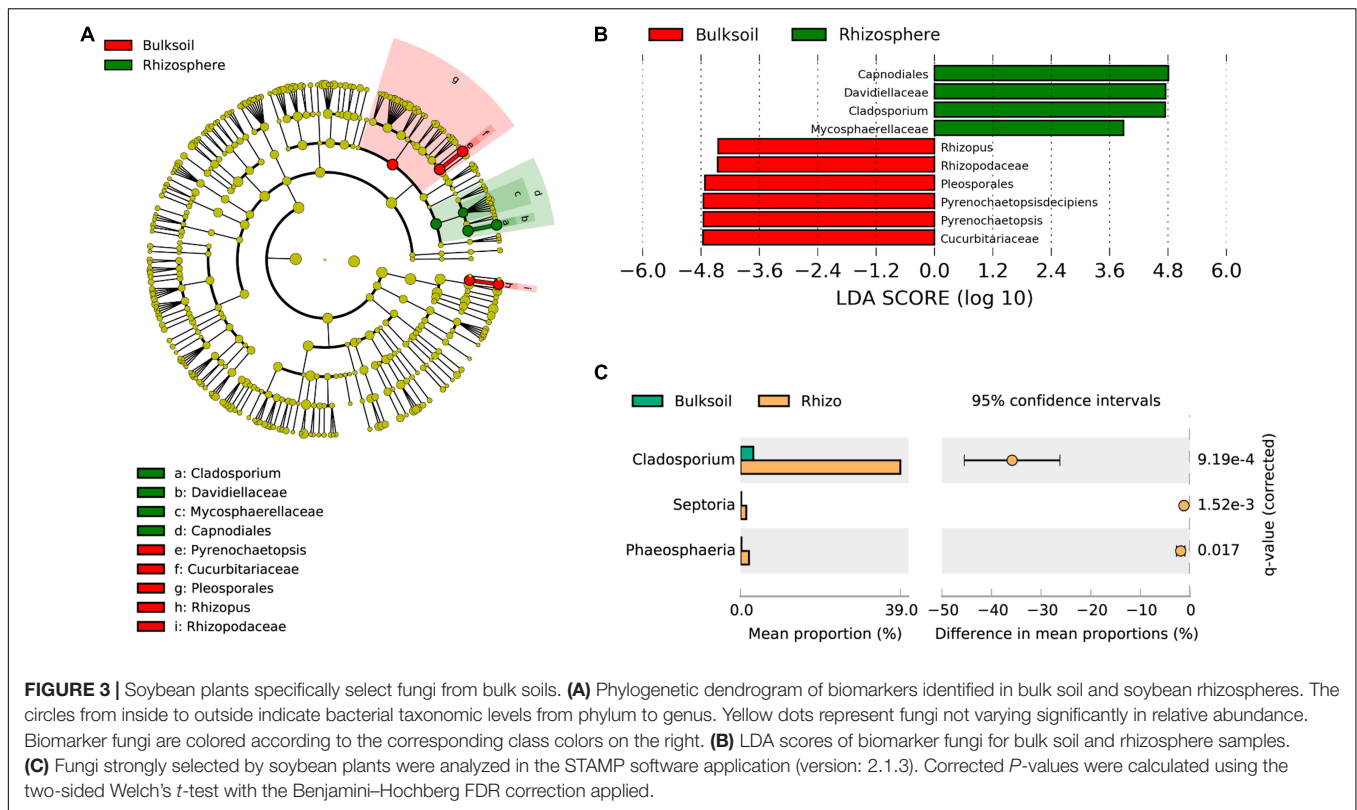 A
Bulksoil
Rhizosphere
g
f
e
d
c
b
a
h
i
a: Cladosporium
b: Davidiellaceae
c: Mycosphaerellaceae
d: Capnodiales
e: Pyrenochaetopsis
f: Cucurbitariaceae
g: Pleosporales
h: Rhizopus
i: Rhizopodaceae
B
Bulksoil Rhizosphere
Capnodiales
Davidiellaceae
Cladosporium
Mycosphaerellaceae
Rhizopus
Rhizopodaceae
Pleosporales
Pyrenochaetopsisdecipiens
Pyrenochaetopsis
Cucurbitariaceae
−6.0 −4.8 −3.6 −2.4 −1.2 0.0 1.2 2.4 3.6 4.8 6.0
LDA SCORE (log 10)
C
Bulksoil Rhizo 95% confidence intervals
Cladosporium 9.19e-4
Septoria 1.52e-3
Phaeosphaeria 0.017
q-value (corrected)
0.0 39.0 −50 −40 −30 −20 −10 0
Mean proportion (%) Difference in mean proportions (%)
FIGURE 3 | Soybean plants specifically select fungi from bulk soils. (A) Phylogenetic dendrogram of biomarkers identified in bulk soil and soybean rhizospheres. The
circles from inside to outside indicate bacterial taxonomic levels from phylum to genus. Yellow dots represent fungi not varying significantly in relative abundance.
Biomarker fungi are colored according to the corresponding class colors on the right. (B) LDA scores of biomarker fungi for bulk soil and rhizosphere samples.
(C) Fungi strongly selected by soybean plants were analyzed in the STAMP software application (version: 2.1.3). Corrected P-values were calculated using the
two-sided Welch's t-test with the Benjamini–Hochberg FDR correction applied.